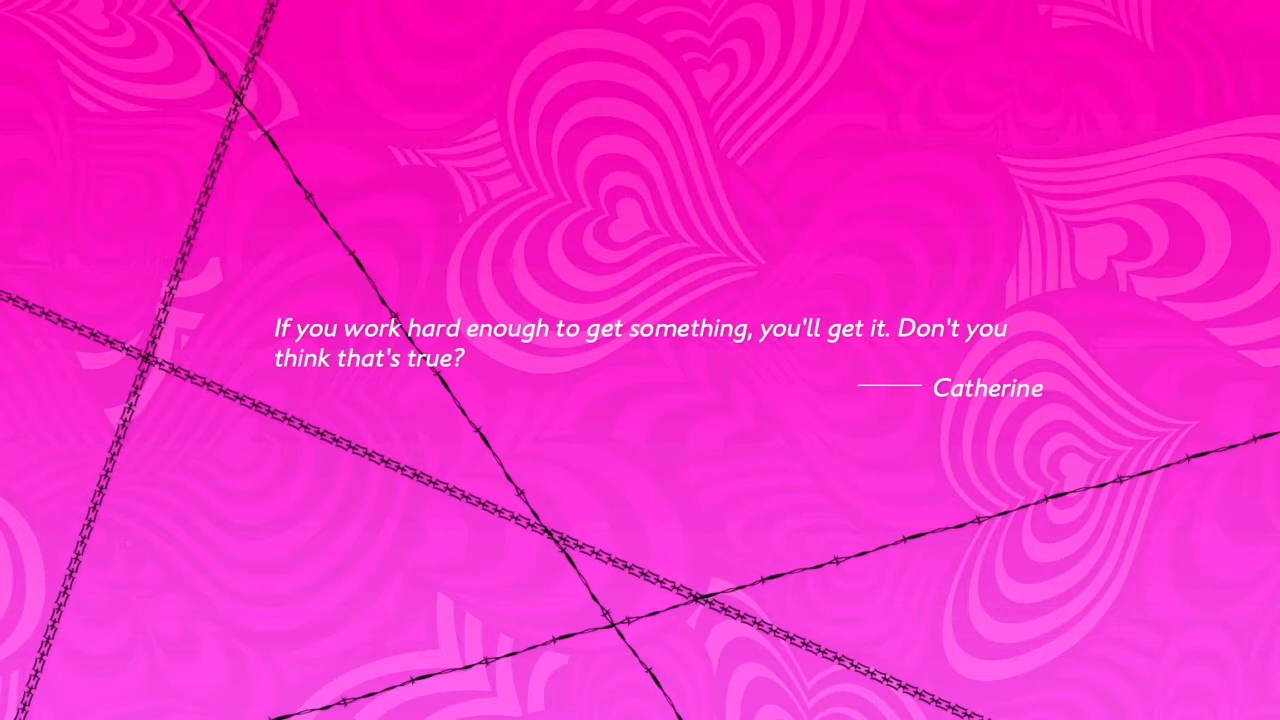 If you work hard enough to get something, you'll get it. Don't you
think that's true?
—— Catherine